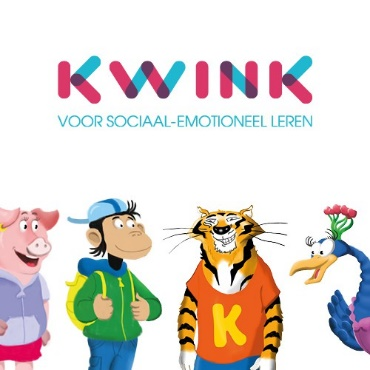 KWINK
VOOR SOCIAAL-EMOTIONEEL LEREN
K